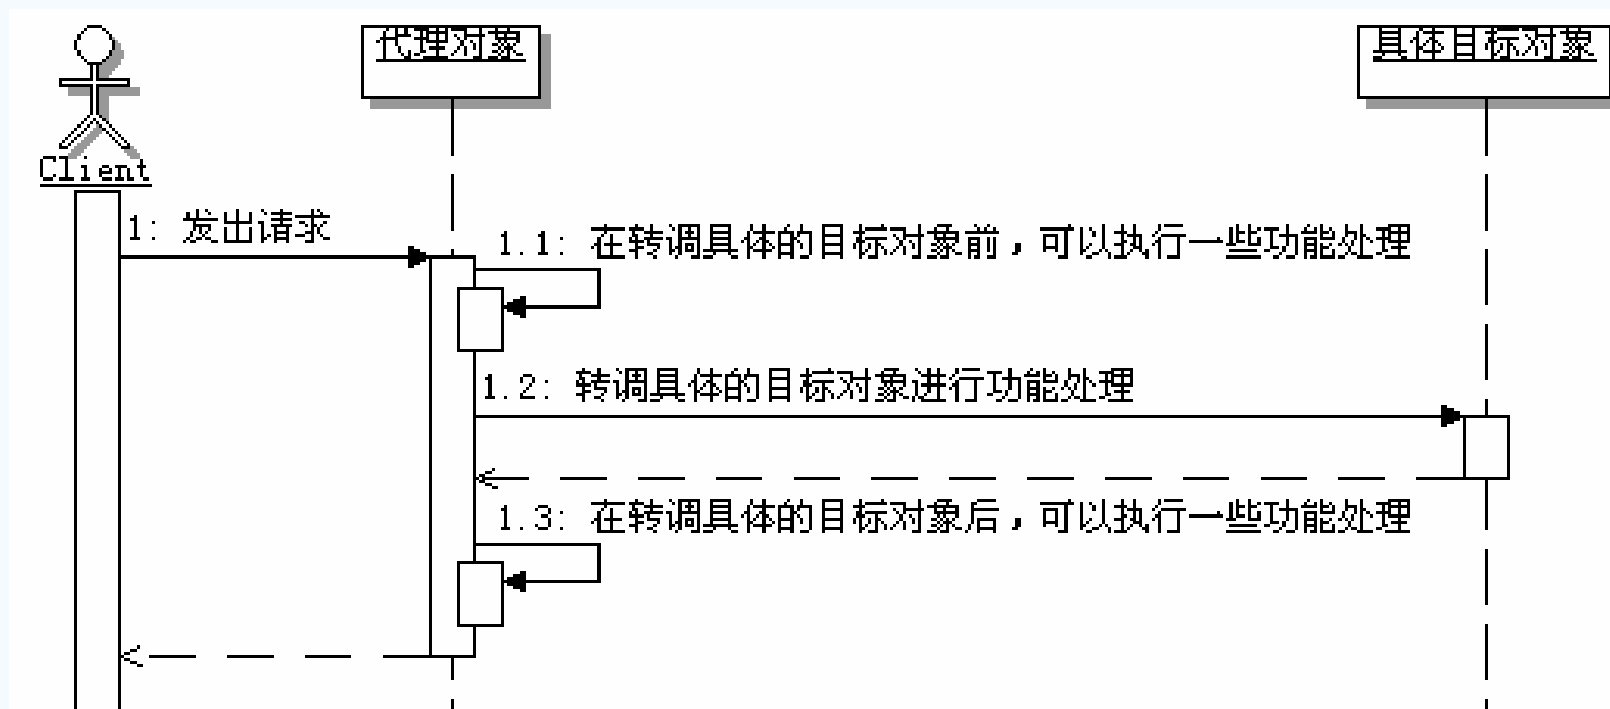 代理对象
具体目标对象
Client
1: 发出请求
1.1: 在转调具体的目标对象前，可以执行一些功能处理
1.2: 转调具体的目标对象进行功能处理
1.3: 在转调具体的目标对象后，可以执行一些功能处理